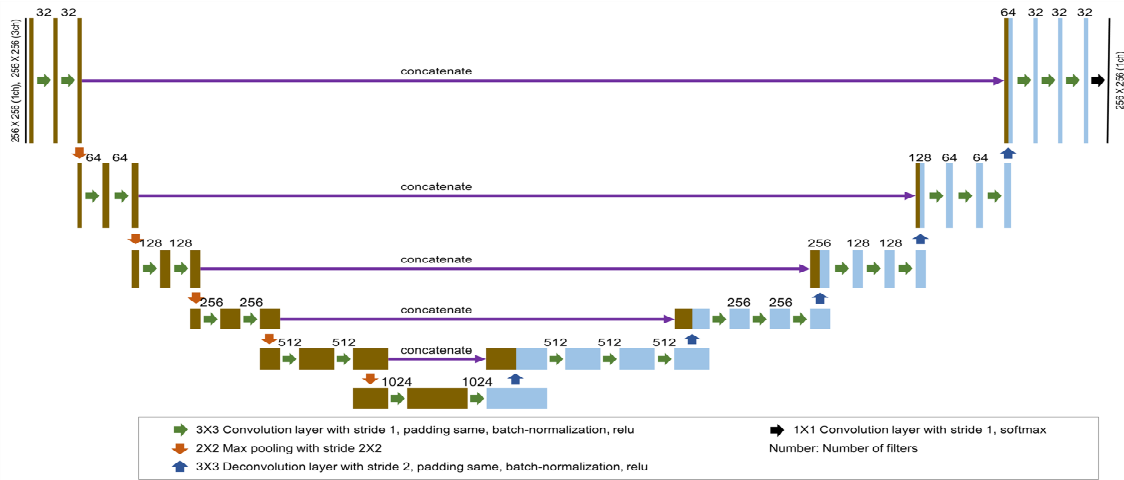 32 32
64 32 32 32
256 X 256 (1ch), 256 X 256 (3ch)
concatenate
256 X 256 (1ch)
64 64
concatenate
128 64 64
128 128
concatenate
256 128 128
256 256
concatenate
256 256
512 512
concatenate
512 512 512
1024 1024
3X3 Convolution layer with stride 1, padding same, batch-normalization, relu
2X2 Max pooling with stride 2X2
3X3 Deconvolution layer with stride 2, padding same, batch-normalization, relu
1X1 Convolution layer with stride 1, softmax
Number: Number of filters